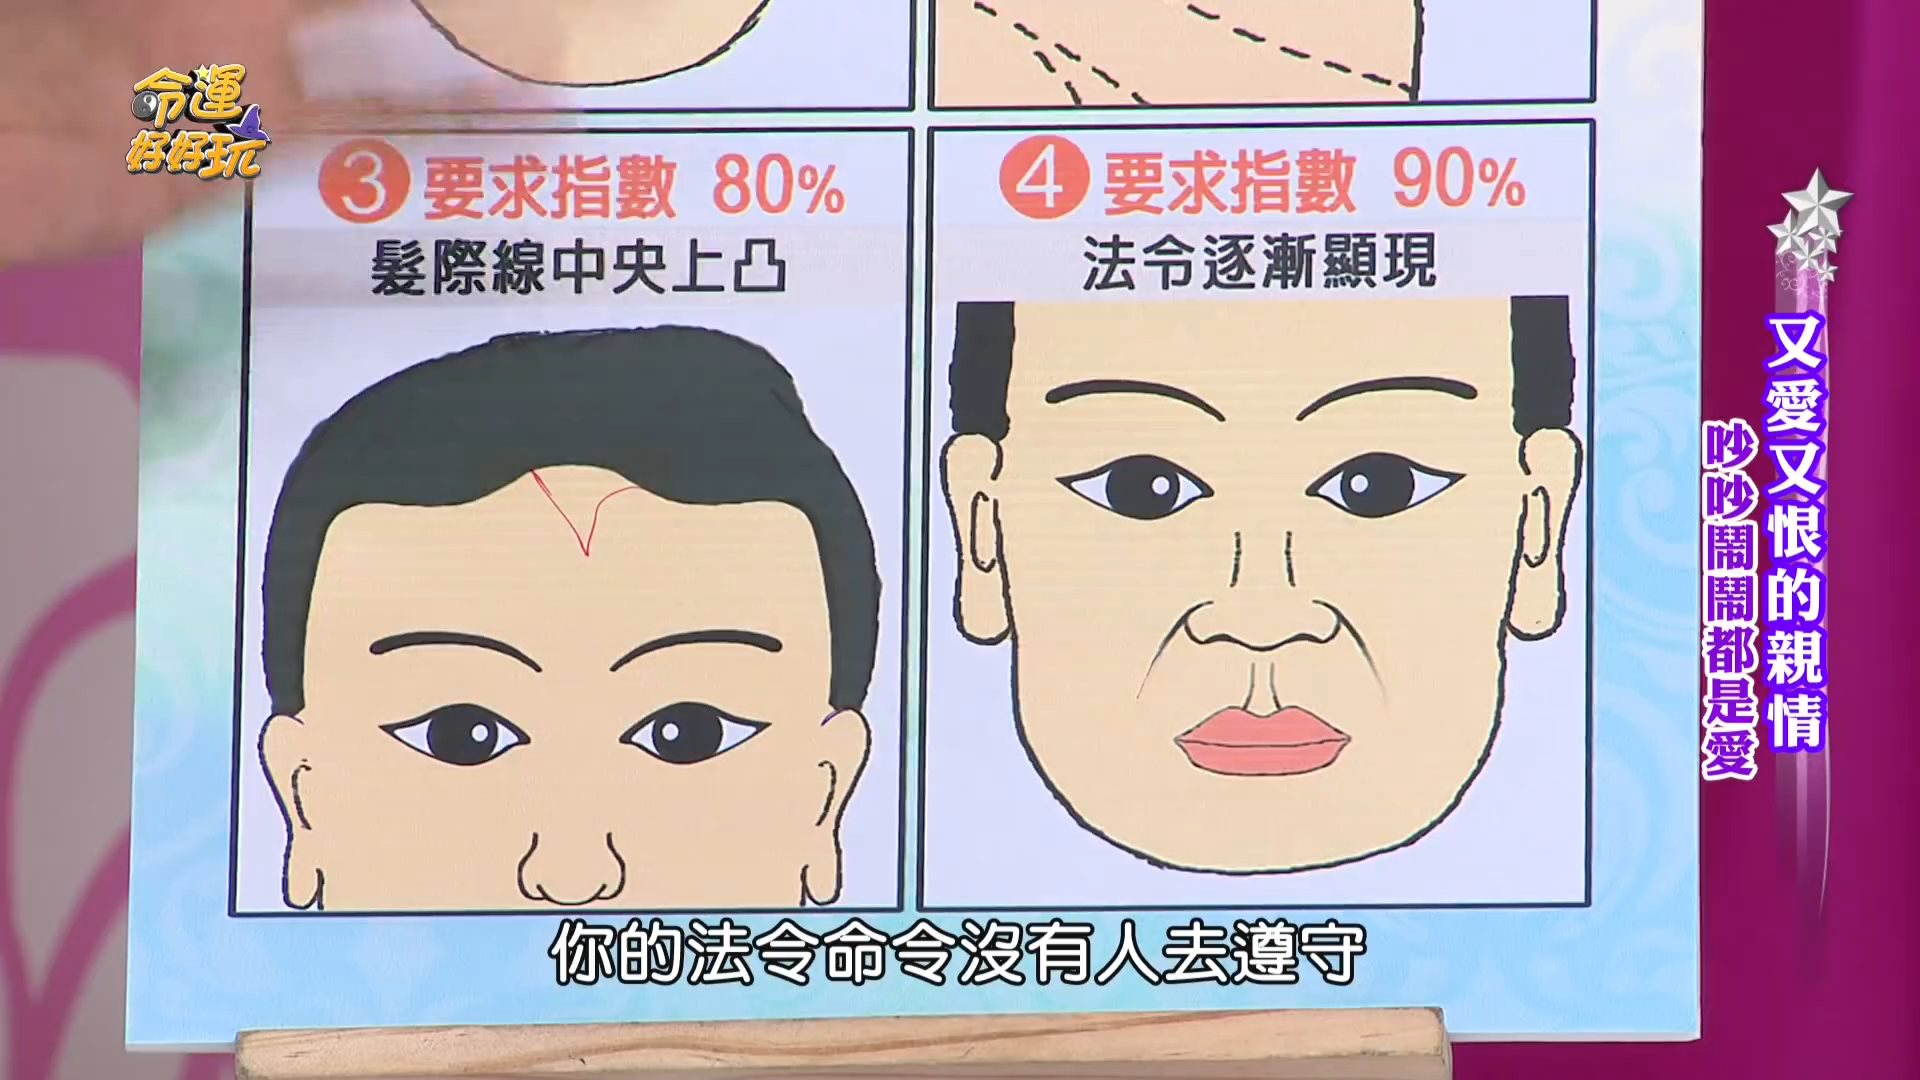 命運
好好玩
3 要求指數 80%
髮際線中央上凸
4 要求指數 90%
法令逐漸顯現
又愛又恨的親情
吵吵鬧鬧都是愛
你的法令命令沒有人去遵守